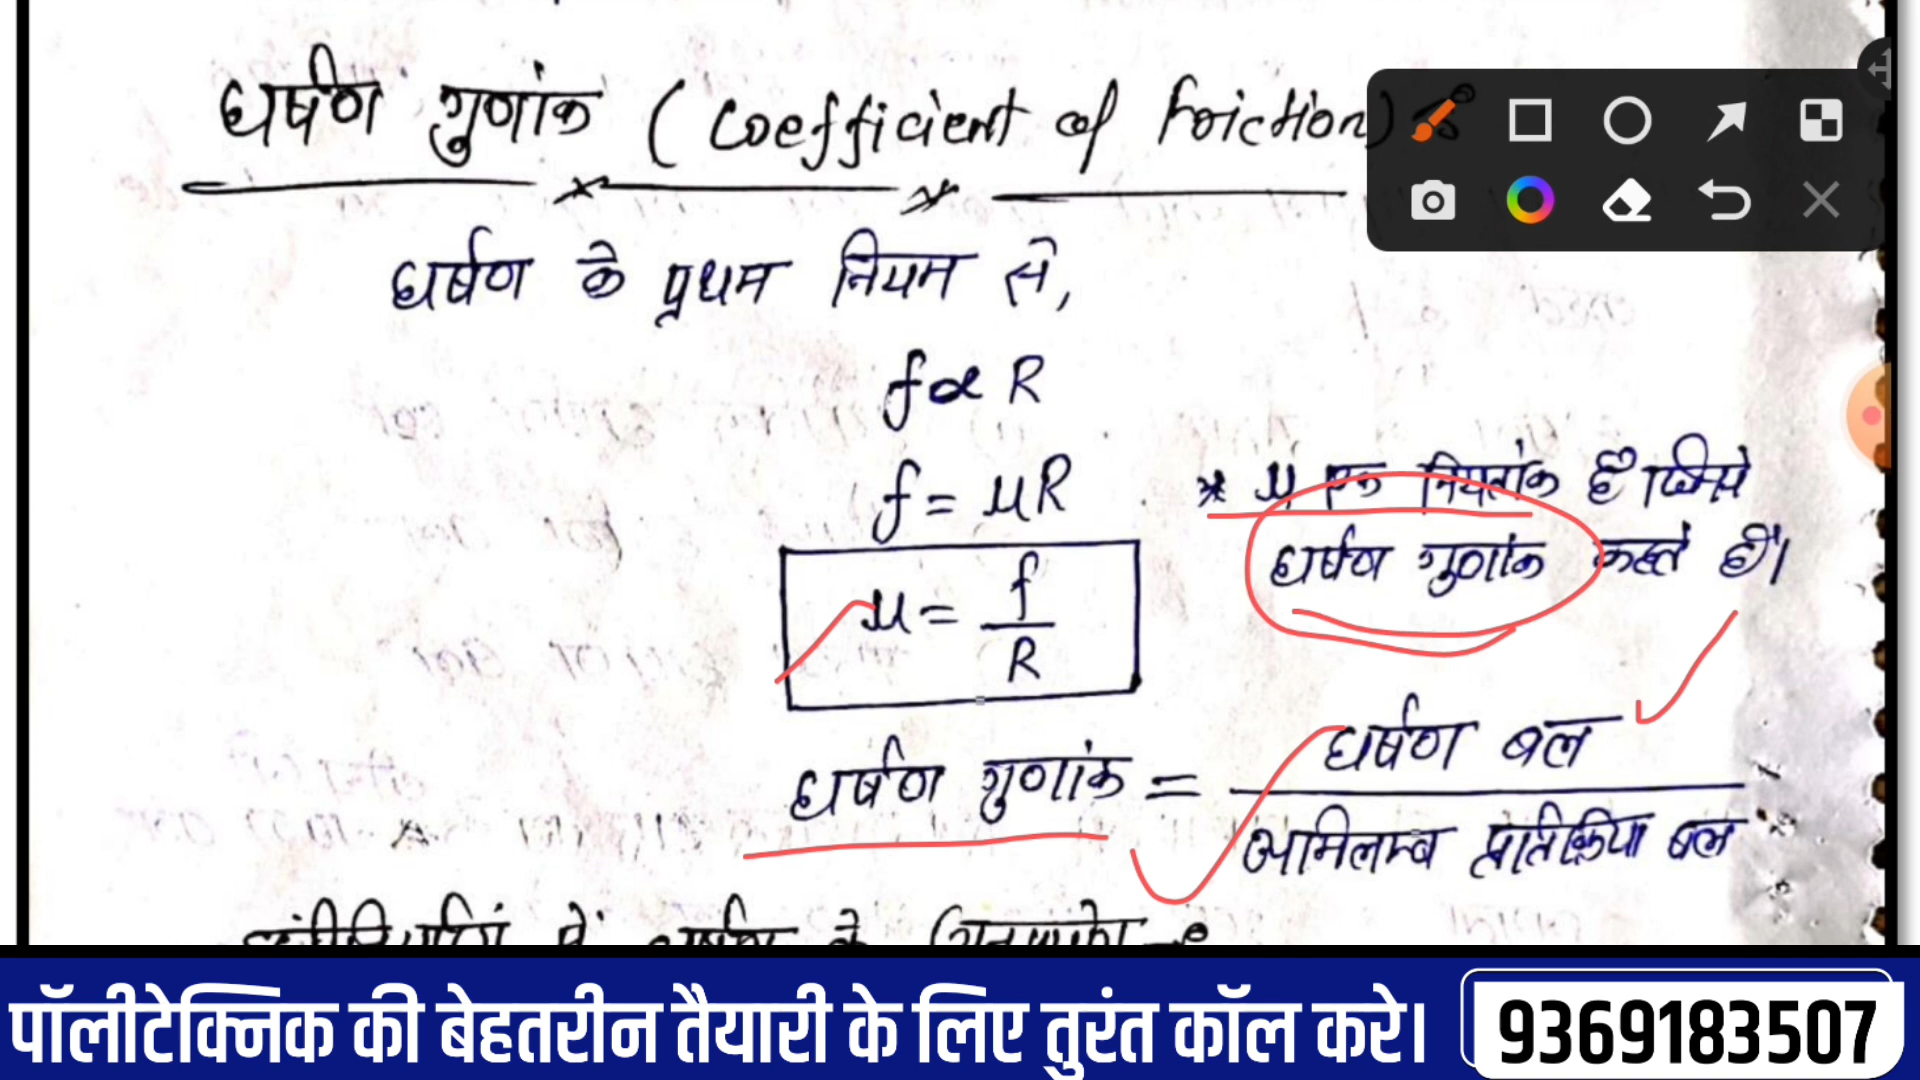 घर्षण गुणांक ( Coefficient of Friction)
घर्षण के प्रथम नियम से,
f ∝ R
f = μR
* μ एक नियतांक है जिसे
घर्षण गुणांक कहते हैं।
μ = f/R
घर्षण गुणांक = घर्षण बल / अभिलम्ब प्रतिक्रिया बल
पॉलीटेक्निक की बेहतरीन तैयारी के लिए तुरंत कॉल करे।
9369183507